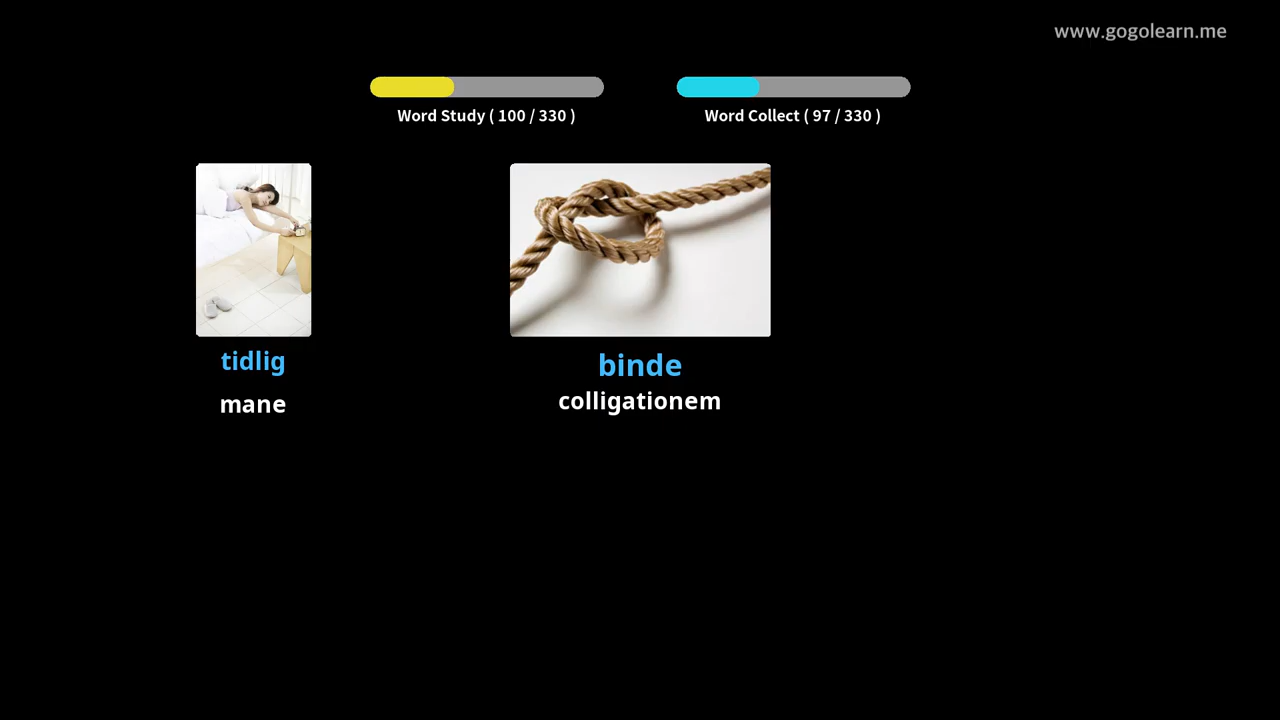 www.gogolearn.me
Word Study ( 100 / 330 )
Word Collect ( 97 / 330 )
tidlig
mane
binde
colligationem